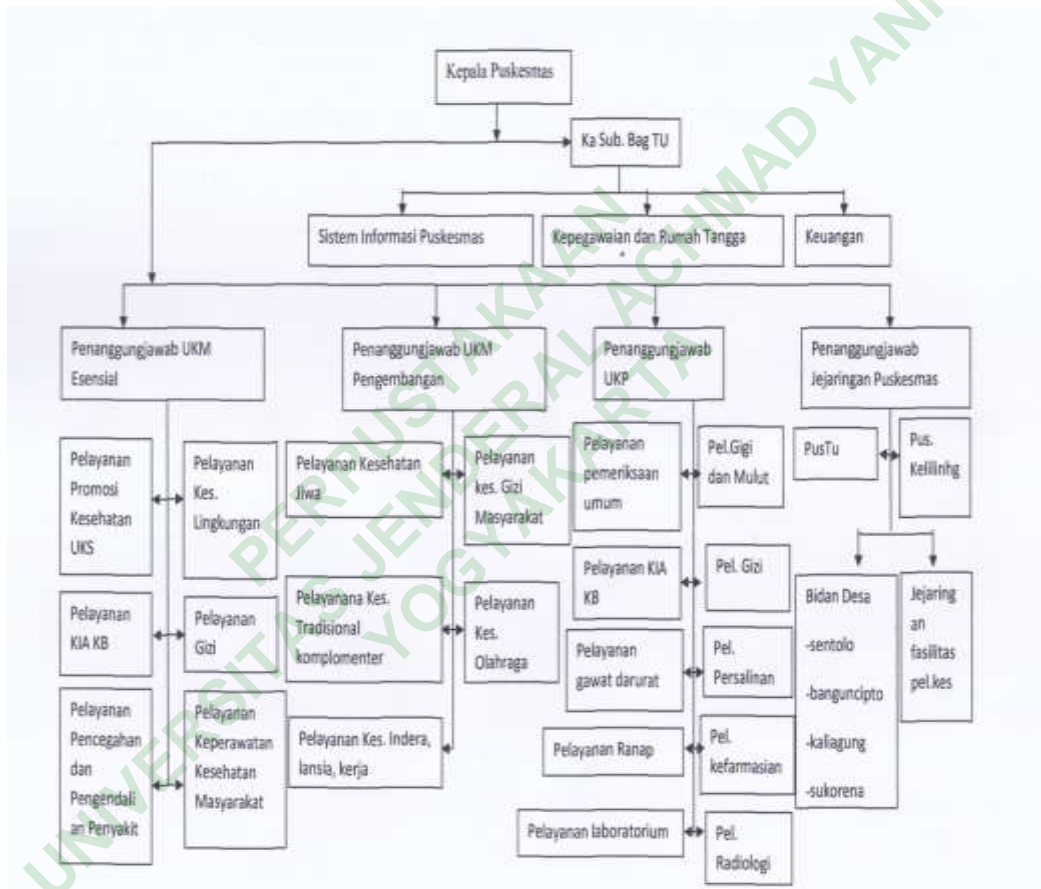 Kepala Puskesmas
Ka Sub. Bag TU
Sistem Informasi Puskesmas
Kepegawaian dan Rumah Tangga
Keuangan
Penanggungjawab UKM
Esensial
Penanggungjawab UKM
Pengembangan
Penanggungjawab
UKP
Penanggungjawab
Jejaringan Puskesmas
Pelayanan
Promosi
Kesehatan
UKS
Pelayanan
Kes.
Lingkungan
Pelayanan
KIA KB
Pelayanan
Gizi
Pelayanan
Pencegahan
dan
Pengendali
an Penyakit
Pelayanan
Keperawatan
Kesehatan
Masyarakat
Pelayanan Kesehatan
Jiwa
Pelayanan
kes. Gizi
Masyarakat
Pelayanana Kes.
Tradisional
komplomenter
Pelayanan
Kes.
Olahraga
Pelayanan Kes. Indera,
lansia, kerja
Pelayanan
pemeriksaan
umum
Pel.Gigi
dan Mulut
Pelayanan KIA
KB
Pel. Gizi
Pelayanan
gawat darurat
Pel.
Persalinan
Pelayanan Ranap
Pel.
kefarmasian
Pelayanan laboratorium
Pel.
Radiologi
PusTu
Pus.
Kelilinhg
Bidan Desa
-sentolo
-banguncipto
-kaliagung
-sukorena
Jejaring
an
fasilitas
pel.kes
PERPUSTAKAAN
UNIVERSITAS JENDERAL ACHMAD YANI
YOGYAKARTA